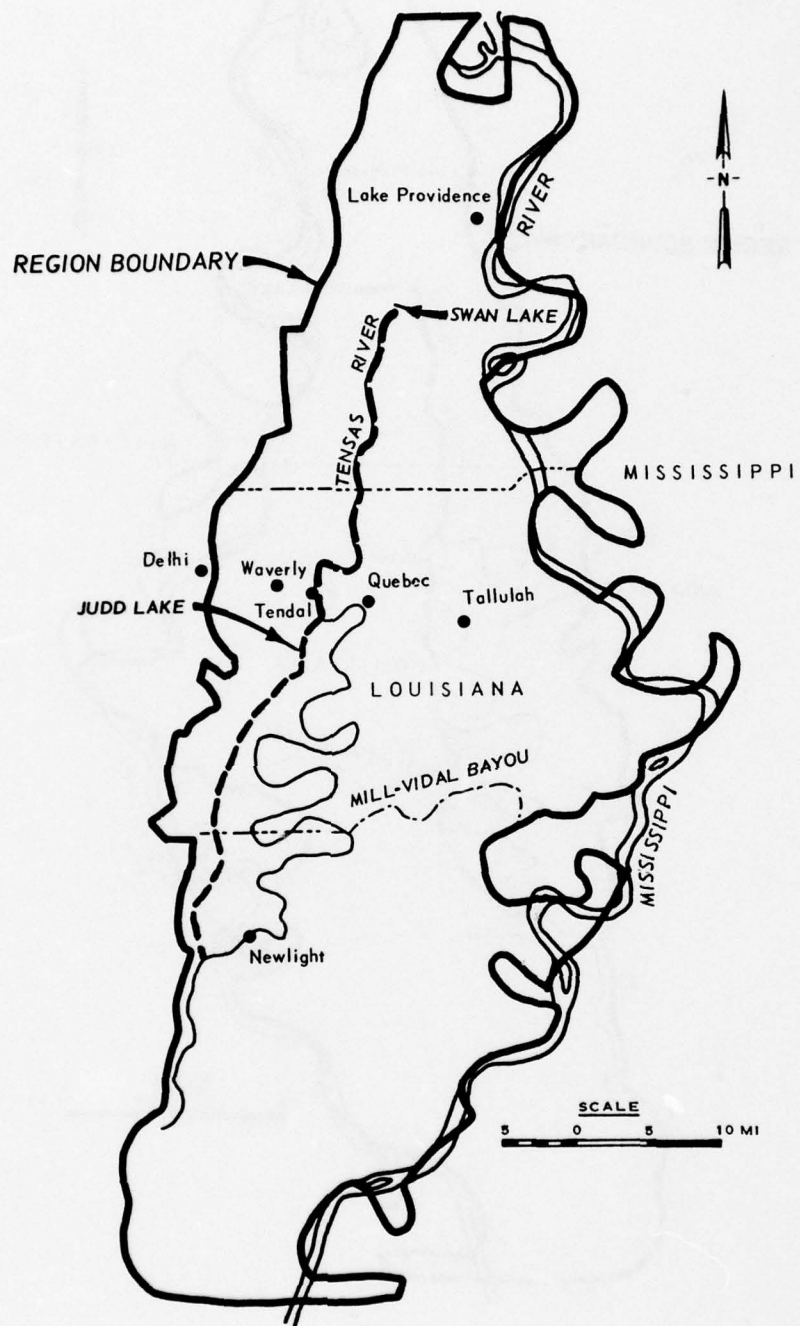 Lake Providence
RIVER
-N-
REGION BOUNDARY
SWAN LAKE
TENSAS RIVER
MISSISSIPPI
Delhi
Waverly
Quebec
Tendal
Tallulah
JUDD LAKE
LOUISIANA
MILL-VIDAL BAYOU
MISSISSIPPI
Newlight
SCALE
5 0 5 10 MI